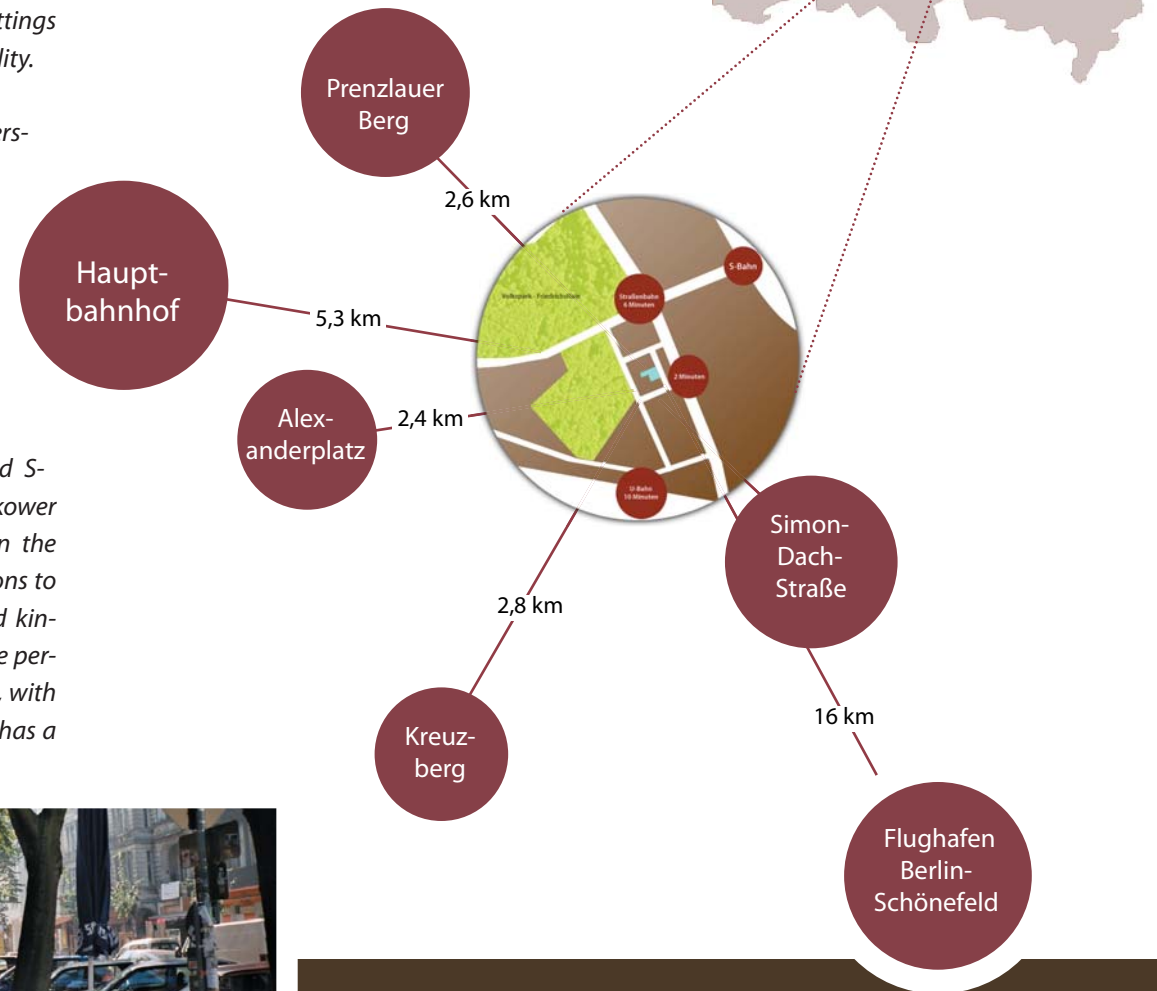 ttings
lity.
ers-
d S-
kower
n the
ons to
d kin-
e per-
, with
has a
Prenzlauer
Berg
2,6 km
Haupt-
bahnhof
5,3 km
Alex-
anderplatz
2,4 km
Volkspark - Friedrichshain
Straßenbahn
6 Minuten
S-Bahn
2 Minuten
U-Bahn
10 Minuten
Simon-
Dach-
Straße
2,8 km
Kreuz-
berg
16 km
Flughafen
Berlin-
Schönefeld